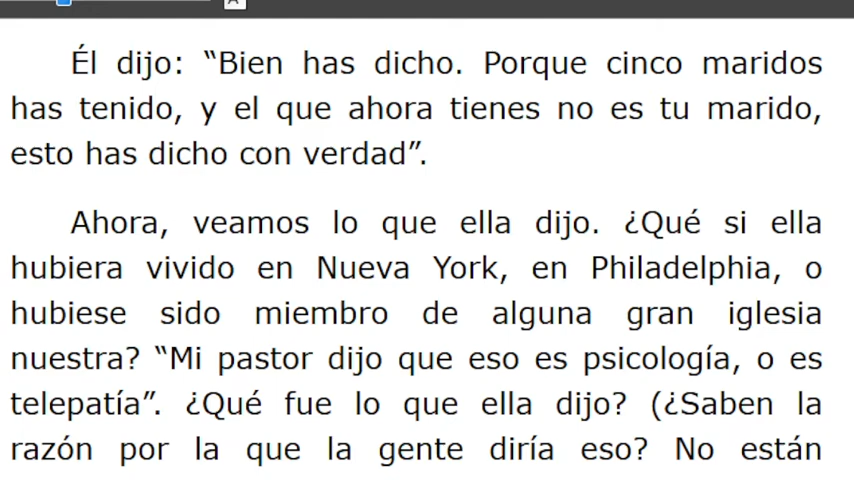 Él dijo: “Bien has dicho. Porque cinco maridos
has tenido, y el que ahora tienes no es tu marido,
esto has dicho con verdad”.
Ahora, veamos lo que ella dijo. ¿Qué si ella
hubiera vivido en Nueva York, en Philadelphia, o
hubiese sido miembro de alguna gran iglesia
nuestra? “Mi pastor dijo que eso es psicología, o es
telepatía”. ¿Qué fue lo que ella dijo? (¿Saben la
razón por la que la gente diría eso? No están